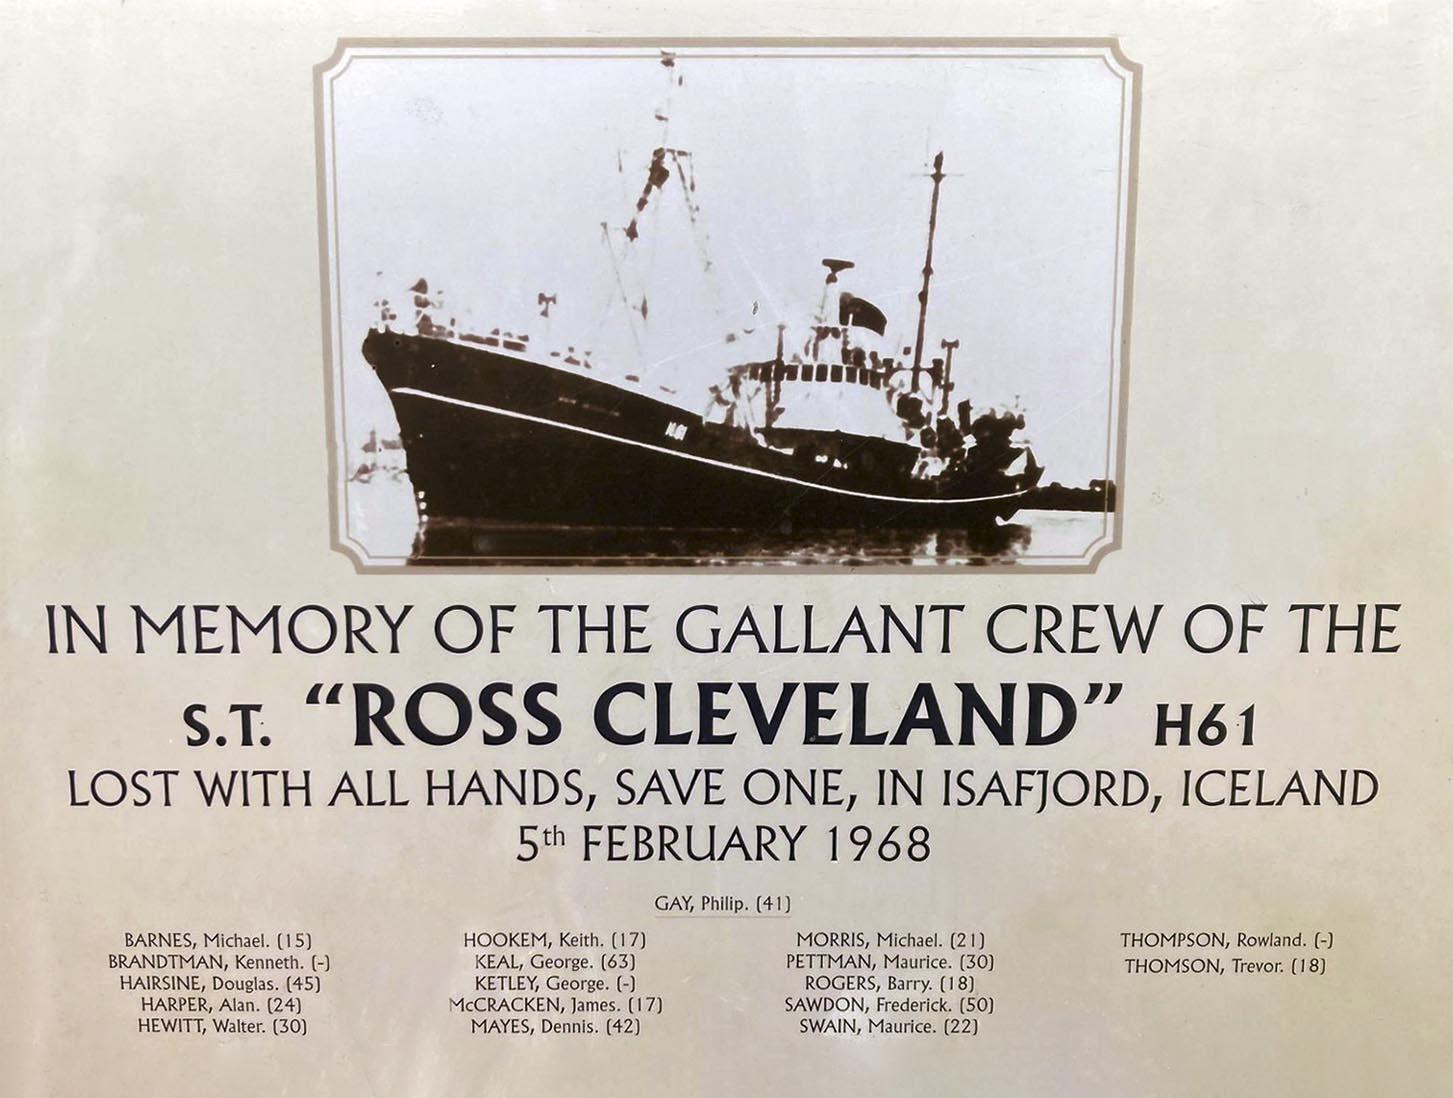 H61
IN MEMORY OF THE GALLANT CREW OF THE
S.T. “ROSS CLEVELAND” H61
LOST WITH ALL HANDS, SAVE ONE, IN ISAFJORD, ICELAND
5th FEBRUARY 1968
GAY, Philip. (41)
BARNES, Michael. (15)
BRANDTMAN, Kenneth. (-)
HAIRSINE, Douglas. (45)
HARPER, Alan. (24)
HEWITT, Walter. (30)
HOOKEM, Keith. (17)
KEAL, George. (63)
KETLEY, George. (-)
McCRACKEN, James. (17)
MAYES, Dennis. (42)
MORRIS, Michael. (21)
PETTMAN, Maurice. (30)
ROGERS, Barry. (18)
SAWDON, Frederick. (50)
SWAIN, Maurice. (22)
THOMPSON, Rowland. (-)
THOMSON, Trevor. (18)